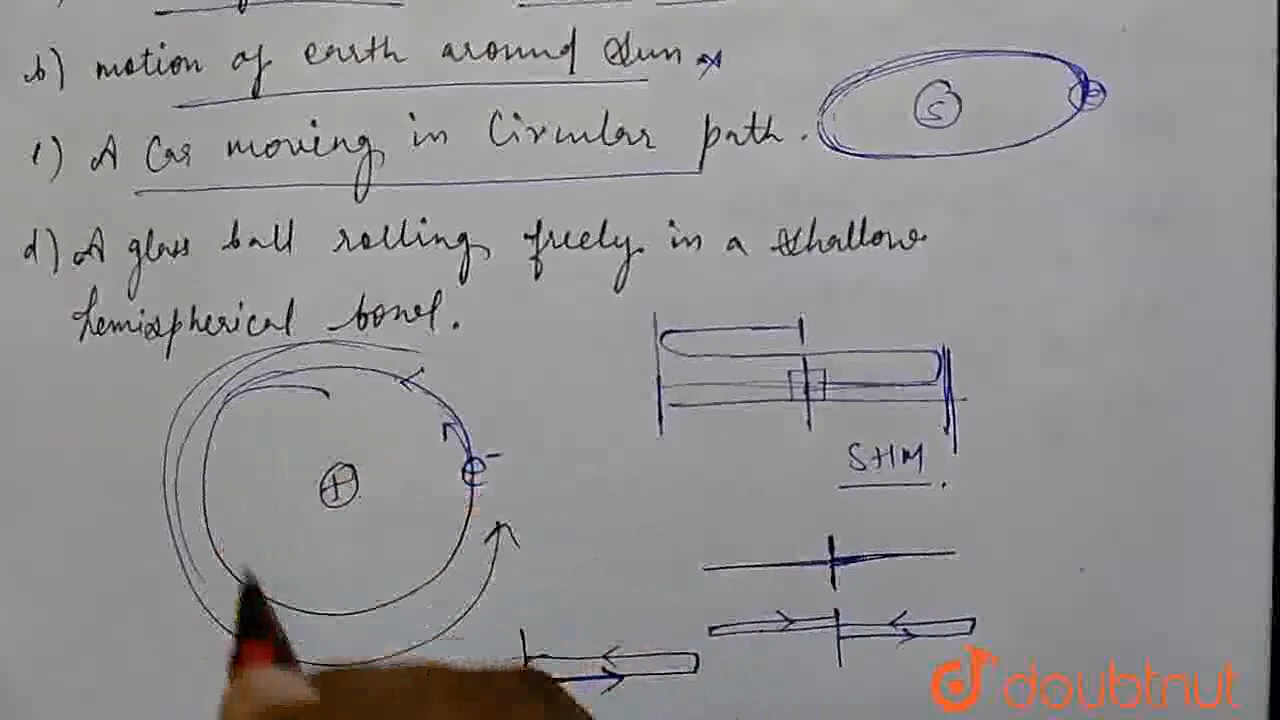 b) motion of earth around Sun
c) A Car moving in Circular path.
S
E
d) A glass ball rolling freely in a shallow
hemispherical bowl.
+
e-
SHM
doubtnut